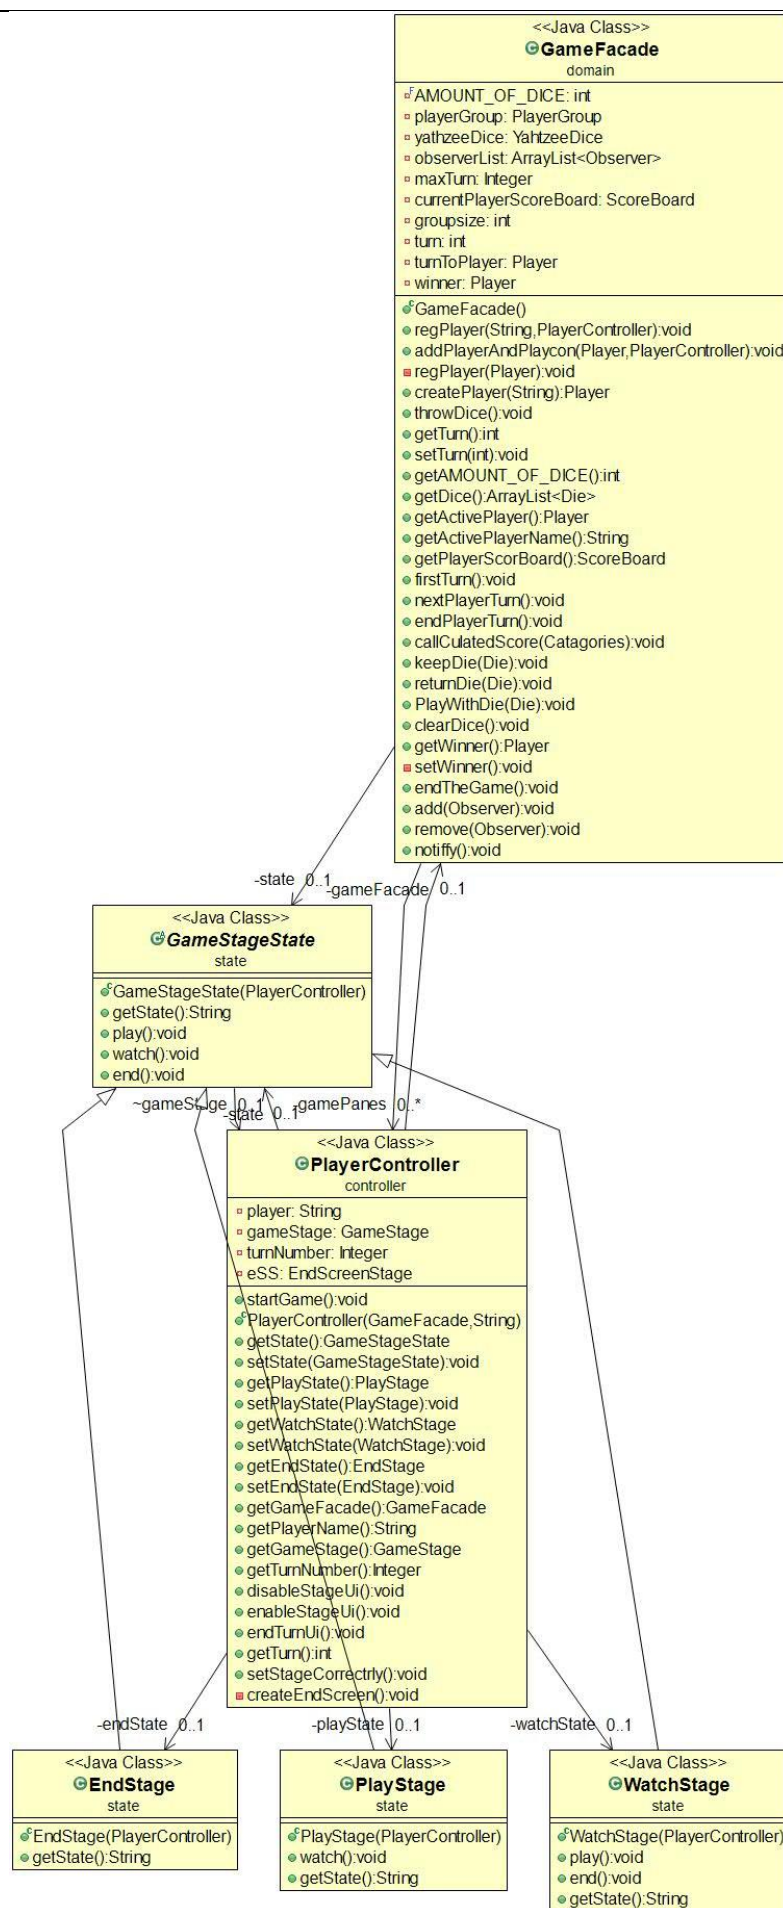 <<Java Class>>
GameFacade
domain
AMOUNT_OF_DICE: int
playerGroup: PlayerGroup
yathzeeDice: YahtzeeDice
observerList: ArrayList<Observer>
maxTurn: Integer
currentPlayerScoreBoard: ScoreBoard
groupsize: int
turn: int
turnToPlayer: Player
winner: Player
GameFacade()
regPlayer(String,PlayerController):void
addPlayerAndPlaycon(Player,PlayerController):void
regPlayer(Player):void
createPlayer(String):Player
throwDice():void
getTurn():int
setTurn(int):void
getAMOUNT_OF_DICE():int
getDice():ArrayList<Die>
getActivePlayer():Player
getActivePlayerName():String
getPlayerScorBoard():ScoreBoard
firstTurn():void
nextPlayerTurn():void
endPlayerTurn():void
callCulatedScore(Catagories):void
keepDie(Die):void
returnDie(Die):void
PlayWithDie(Die):void
clearDice():void
getWinner():Player
setWinner():void
endTheGame():void
add(Observer):void
remove(Observer):void
notiffy():void
-state 0..1
-gameFacade 0..1
<<Java Class>>
GameStageState
state
GameStageState(PlayerController)
getState():String
play():void
watch():void
end():void
~gameStage 0..1
-state 0..1
-gamePanes 0..*
<<Java Class>>
PlayerController
controller
player: String
gameStage: GameStage
turnNumber: Integer
eSS: EndScreenStage
startGame():void
PlayerController(GameFacade,String)
getState():GameStageState
setState(GameStageState):void
getPlayState():PlayStage
setPlayState(PlayStage):void
getWatchState():WatchStage
setWatchState(WatchStage):void
getEndState():EndStage
setEndState(EndStage):void
getGameFacade():GameFacade
getPlayerName():String
getGameStage():GameStage
getTurnNumber():Integer
disableStageUi():void
enableStageUi():void
endTurnUi():void
getTurn():int
setStageCorrectrly():void
createEndScreen():void
-endState 0..1
-playState 0..1
-watchState 0..1
<<Java Class>>
EndStage
state
EndStage(PlayerController)
getState():String
<<Java Class>>
PlayStage
state
PlayStage(PlayerController)
watch():void
getState():String
<<Java Class>>
WatchStage
state
WatchStage(PlayerController)
play():void
end():void
getState():String